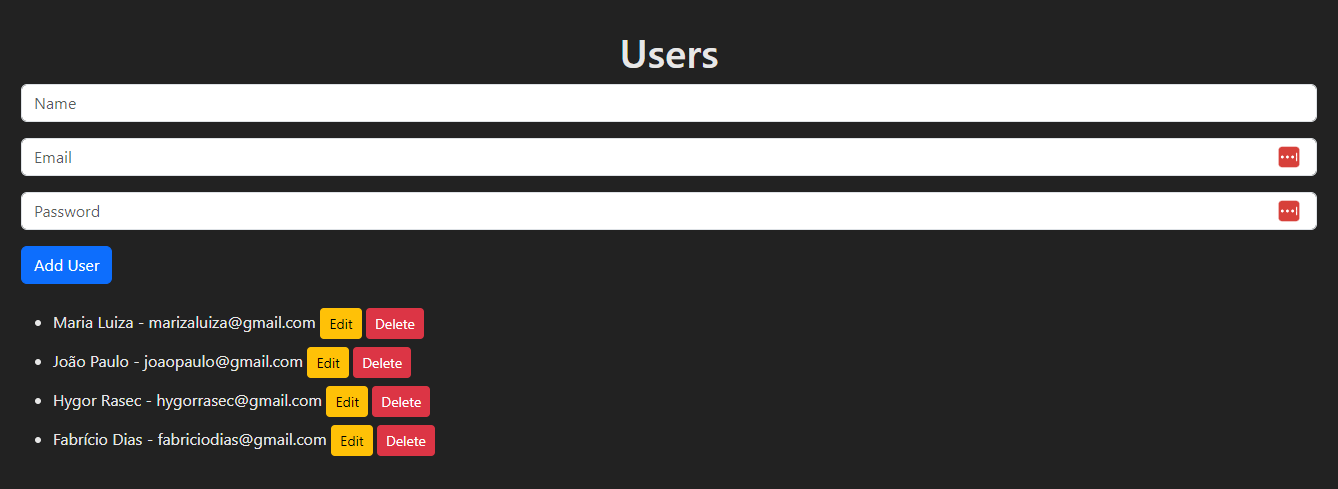 Users
Name
Email
Password
Add User
Maria Luiza - marizaluiza@gmail.com Edit Delete
João Paulo - joaopaulo@gmail.com Edit Delete
Hygor Rasec - hygorrasec@gmail.com Edit Delete
Fabrício Dias - fabriciodias@gmail.com Edit Delete